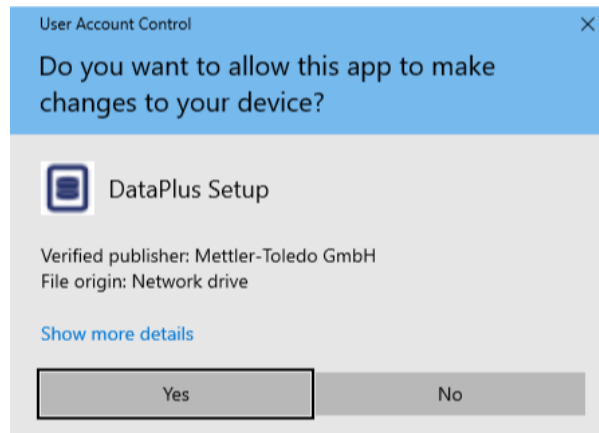 User Account Control
Do you want to allow this app to make
changes to your device?
DataPlus Setup
Verified publisher: Mettler-Toledo GmbH
File origin: Network drive
Show more details
Yes
No